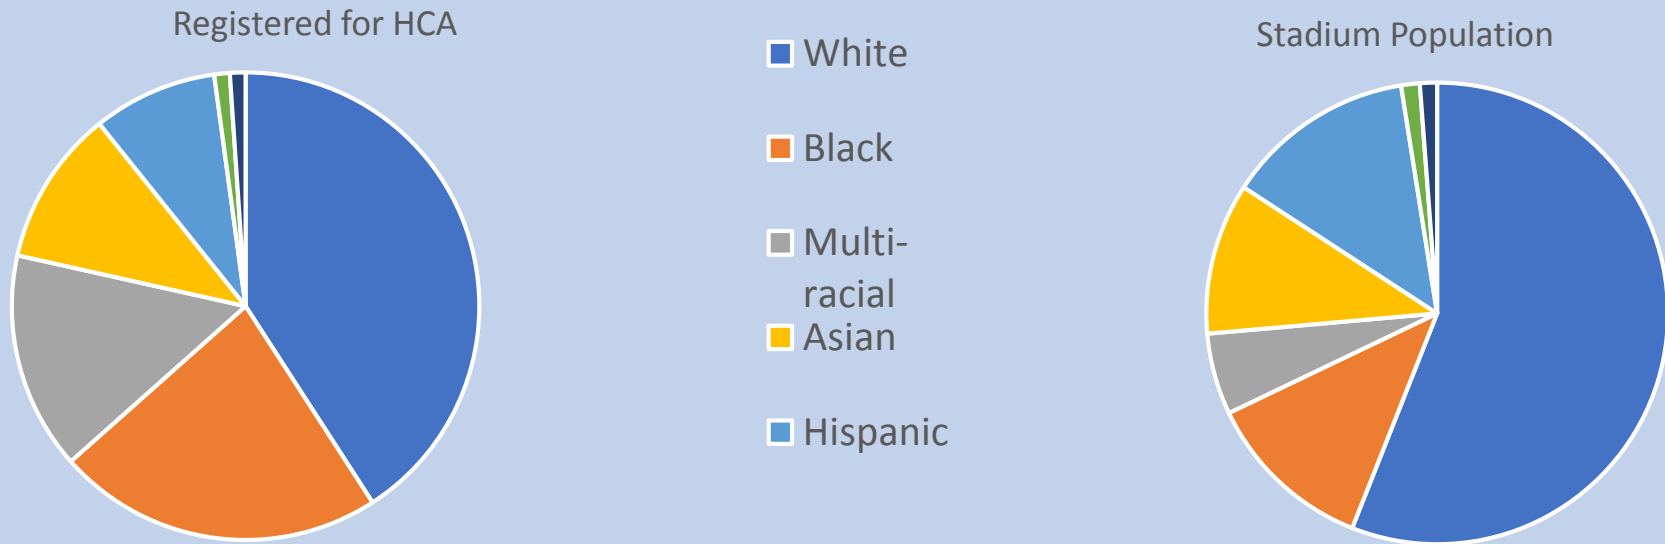 Registered for HCA
White
Black
Multi-
racial
Asian
Hispanic
Stadium Population